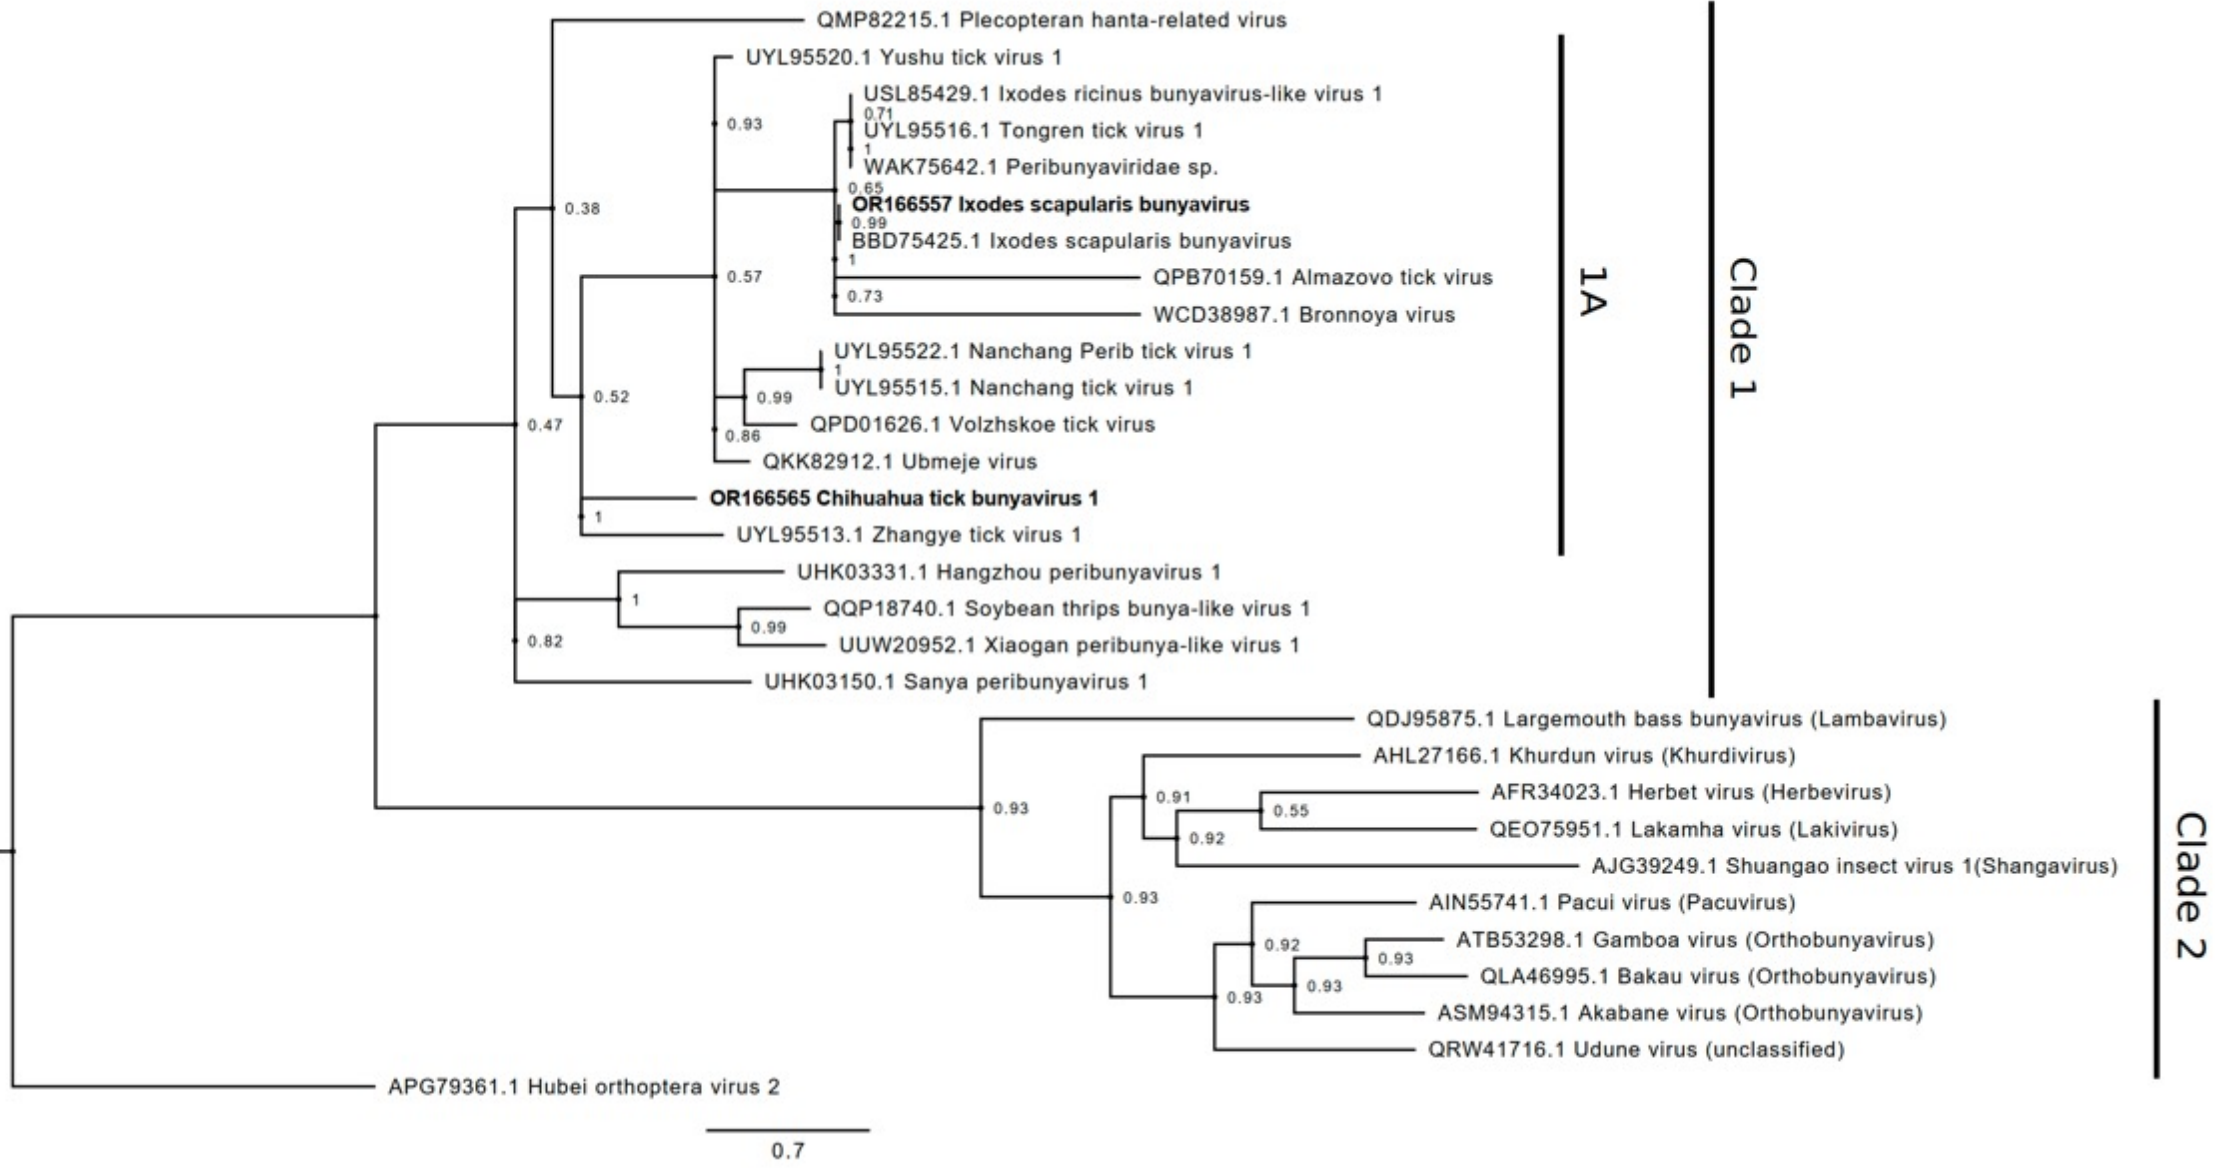 QMP82215.1 Plecopteran hanta-related virus
UYL95520.1 Yushu tick virus 1
USL85429.1 Ixodes ricinus bunyavirus-like virus 1
0.71
UYL95516.1 Tongren tick virus 1
0.93
1
WAK75642.1 Peribunyaviridae sp.
0.65
OR166557 Ixodes scapularis bunyavirus
0.38
0.99
BBD75425.1 Ixodes scapularis bunyavirus
1
0.57
QPB70159.1 Almazovo tick virus
0.73
WCD38987.1 Bronnoya virus
UYL95522.1 Nanchang Perib tick virus 1
1
UYL95515.1 Nanchang tick virus 1
0.52
0.99
QPD01626.1 Volzhskoe tick virus
0.47
0.86
QKK82912.1 Ubmeje virus
OR166565 Chihuahua tick bunyavirus 1
1
UYL95513.1 Zhangye tick virus 1
UHK03331.1 Hangzhou peribunyavirus 1
1
QQP18740.1 Soybean thrips bunya-like virus 1
0.99
0.82
UUW20952.1 Xiaogan peribunya-like virus 1
UHK03150.1 Sanya peribunyavirus 1
1A
Clade 1
QDJ95875.1 Largemouth bass bunyavirus (Lambavirus)
AHL27166.1 Khurdun virus (Khurdivirus)
0.91
AFR34023.1 Herbet virus (Herbevirus)
0.93
0.55
QEO75951.1 Lakamha virus (Lakivirus)
0.92
AJG39249.1 Shuangao insect virus 1(Shangavirus)
0.93
AIN55741.1 Pacui virus (Pacuvirus)
ATB53298.1 Gamboa virus (Orthobunyavirus)
0.92
0.93
QLA46995.1 Bakau virus (Orthobunyavirus)
0.93
0.93
ASM94315.1 Akabane virus (Orthobunyavirus)
QRW41716.1 Udune virus (unclassified)
Clade 2
APG79361.1 Hubei orthoptera virus 2
0.7